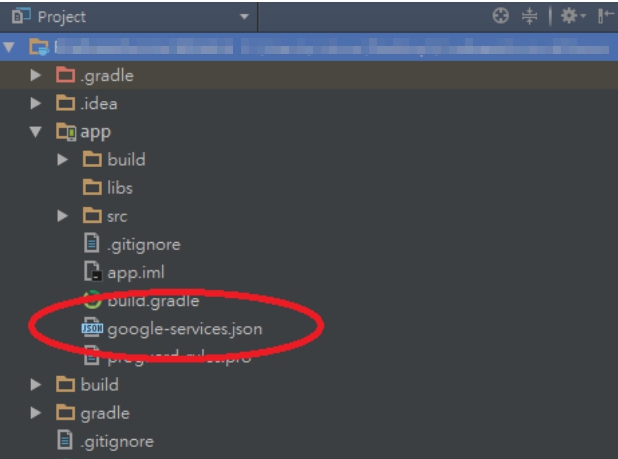 Project
.gradle
.idea
app
build
libs
src
.gitignore
app.iml
build.gradle
JSON google-services.json
proguard-rules.pro
build
gradle
.gitignore